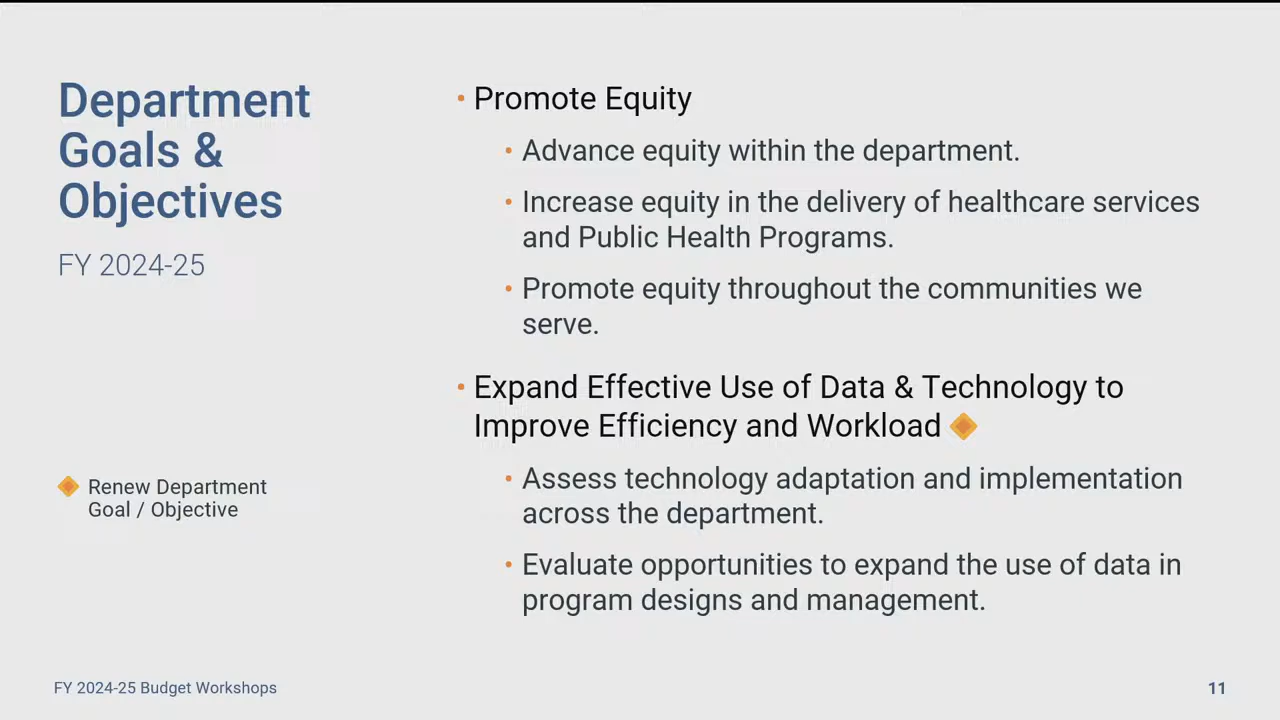 Department
Goals &
Objectives
FY 2024-25
Renew Department
Goal / Objective
• Promote Equity
• Advance equity within the department.
• Increase equity in the delivery of healthcare services
and Public Health Programs.
• Promote equity throughout the communities we
serve.
• Expand Effective Use of Data & Technology to
Improve Efficiency and Workload
• Assess technology adaptation and implementation
across the department.
• Evaluate opportunities to expand the use of data in
program designs and management.
FY 2024-25 Budget Workshops
11